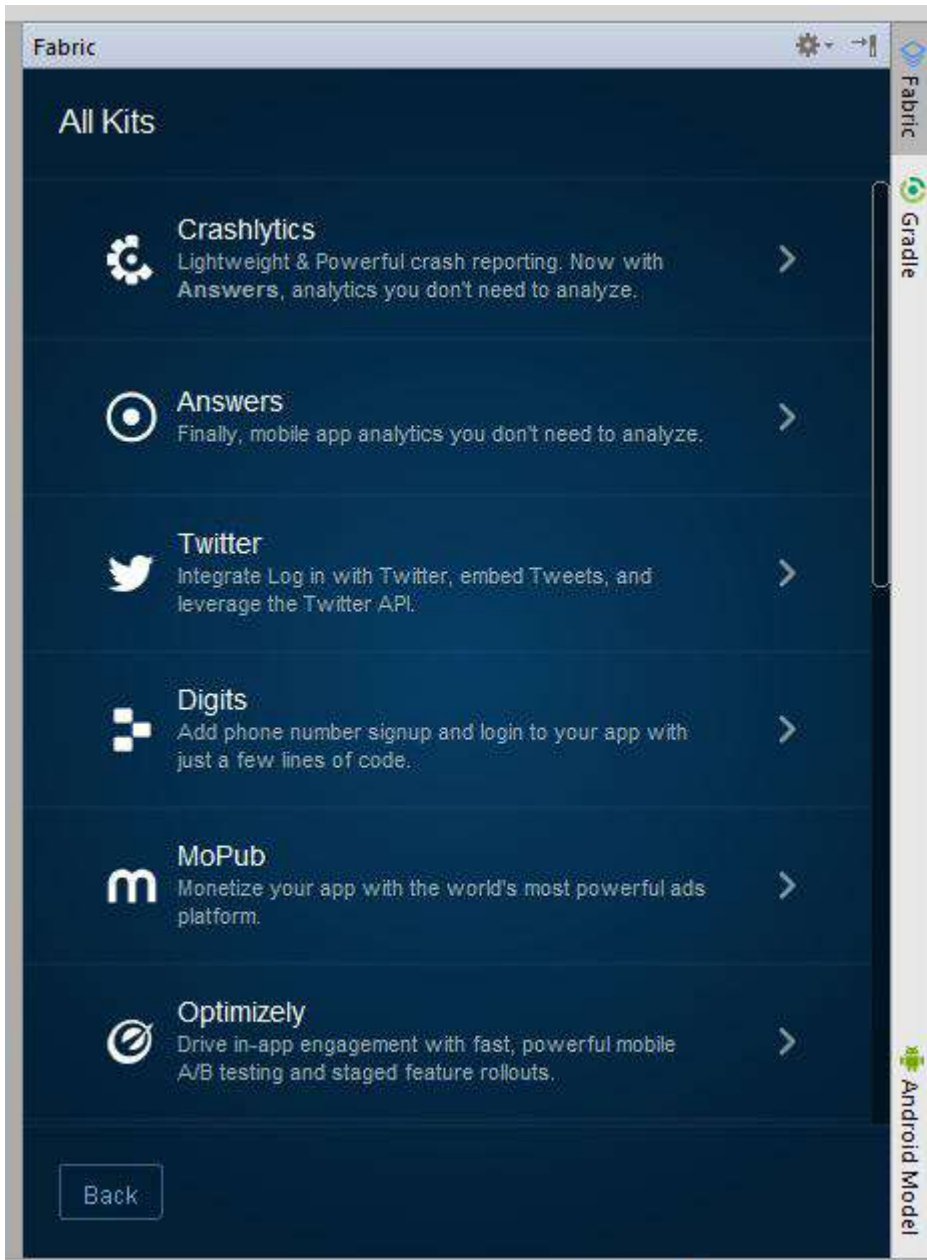 Fabric
All Kits
Crashlytics
Lightweight & Powerful crash reporting. Now with
Answers, analytics you don't need to analyze.
Answers
Finally, mobile app analytics you don't need to analyze.
Twitter
Integrate Log in with Twitter, embed Tweets, and
leverage the Twitter API.
Digits
Add phone number signup and login to your app with
just a few lines of code.
MoPub
Monetize your app with the world's most powerful ads
platform.
Optimizely
Drive in-app engagement with fast, powerful mobile
A/B testing and staged feature rollouts.
Back
Fabric
Gradle
Android Model